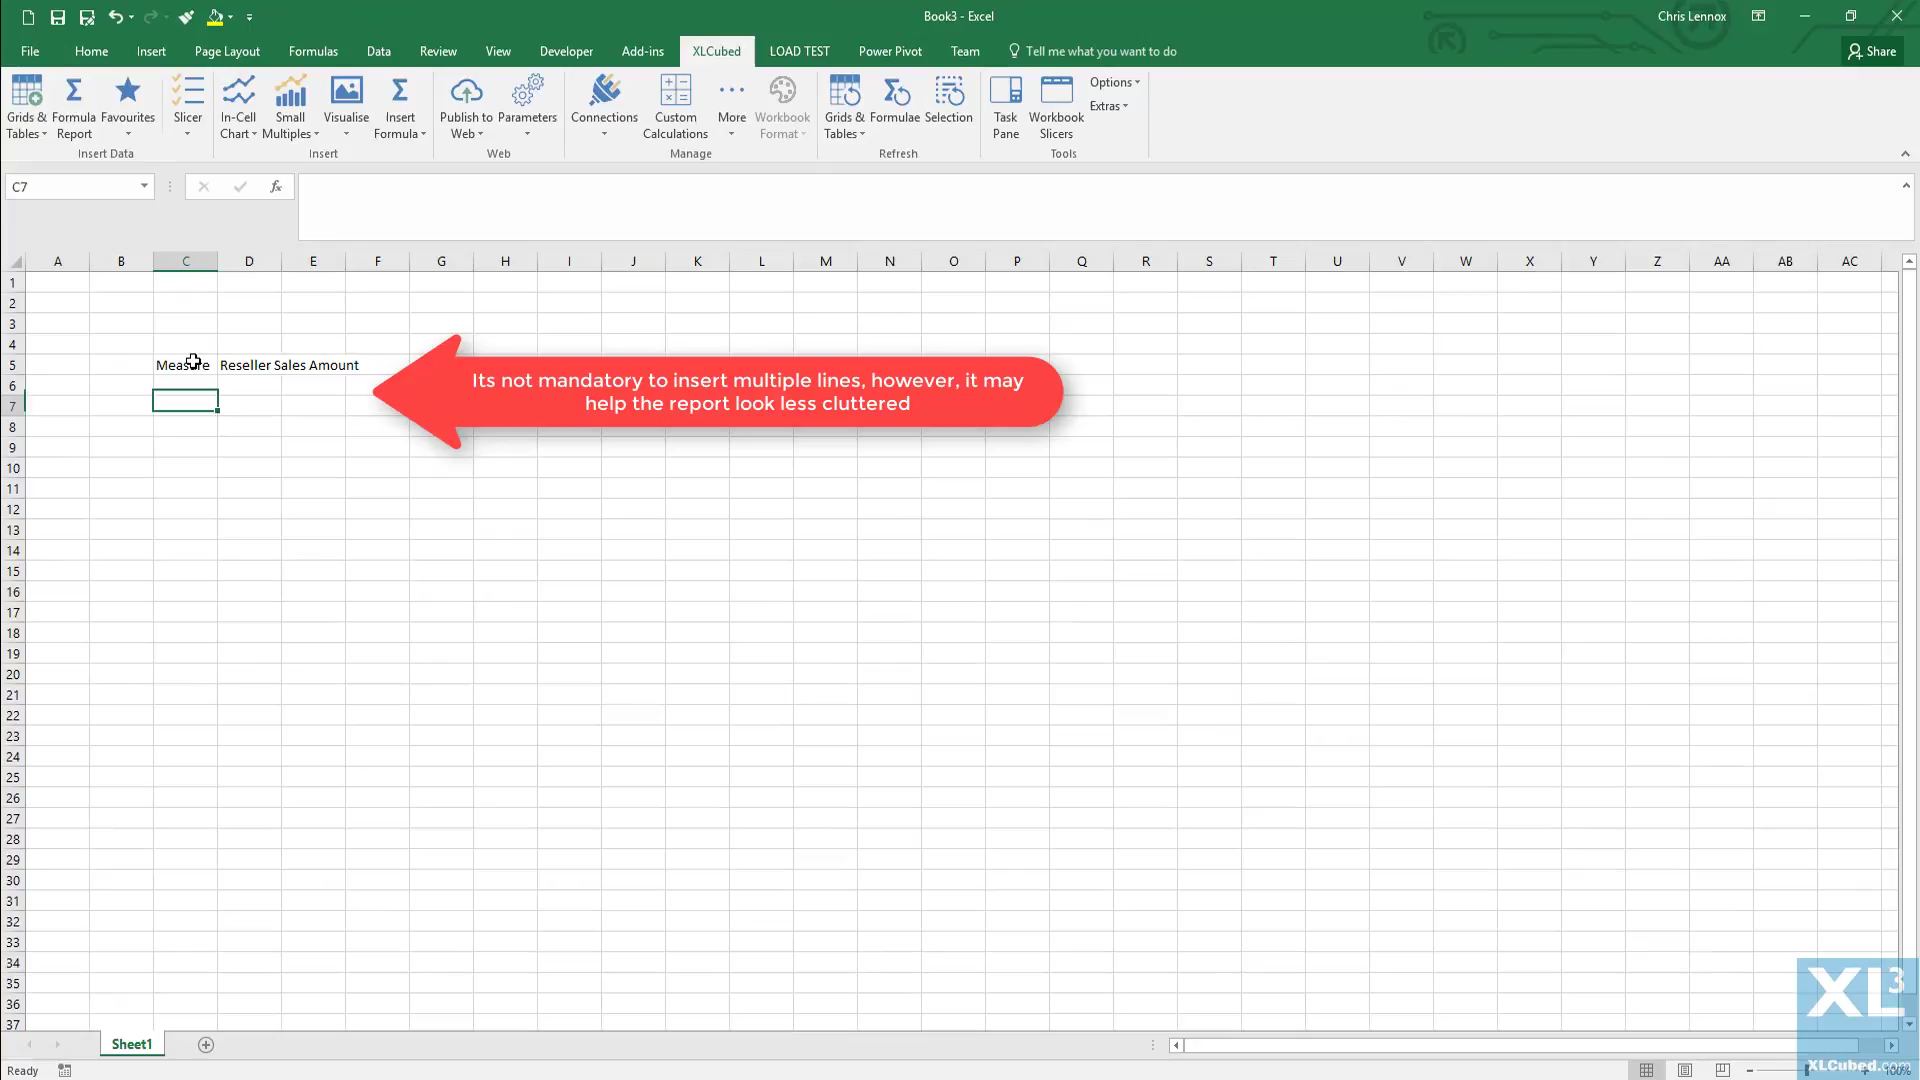 Book3 - Excel
Chris Lennox
File Home Insert Page Layout Formulas Data Review View Developer Add-ins XLCubed LOAD TEST Power Pivot Team Tell me what you want to do Share
Grids & Tables
Formula Report
Favourites
Slicer
In-Cell Chart
Small Multiples
Visualise
Insert Formula
Publish to Web
Parameters
Connections
Custom Calculations
More
Workbook Format
Grids & Tables
Formulae
Selection
Task Pane
Workbook Slicers
Options
Extras
Insert Data Insert Web Manage Refresh Tools
C7 fx
A B C D E F G H I J K L M N O P Q R S T U V W X Y Z AA AB AC
1
2
3
4
5 Measure Reseller Sales Amount
6
7
Its not mandatory to insert multiple lines, however, it may
help the report look less cluttered
8
9
10
11
12
13
14
15
16
17
18
19
20
21
22
23
24
25
26
27
28
29
30
31
32
33
34
35
36
37
XL3
Sheet1
Ready
XLCubed.com
100%